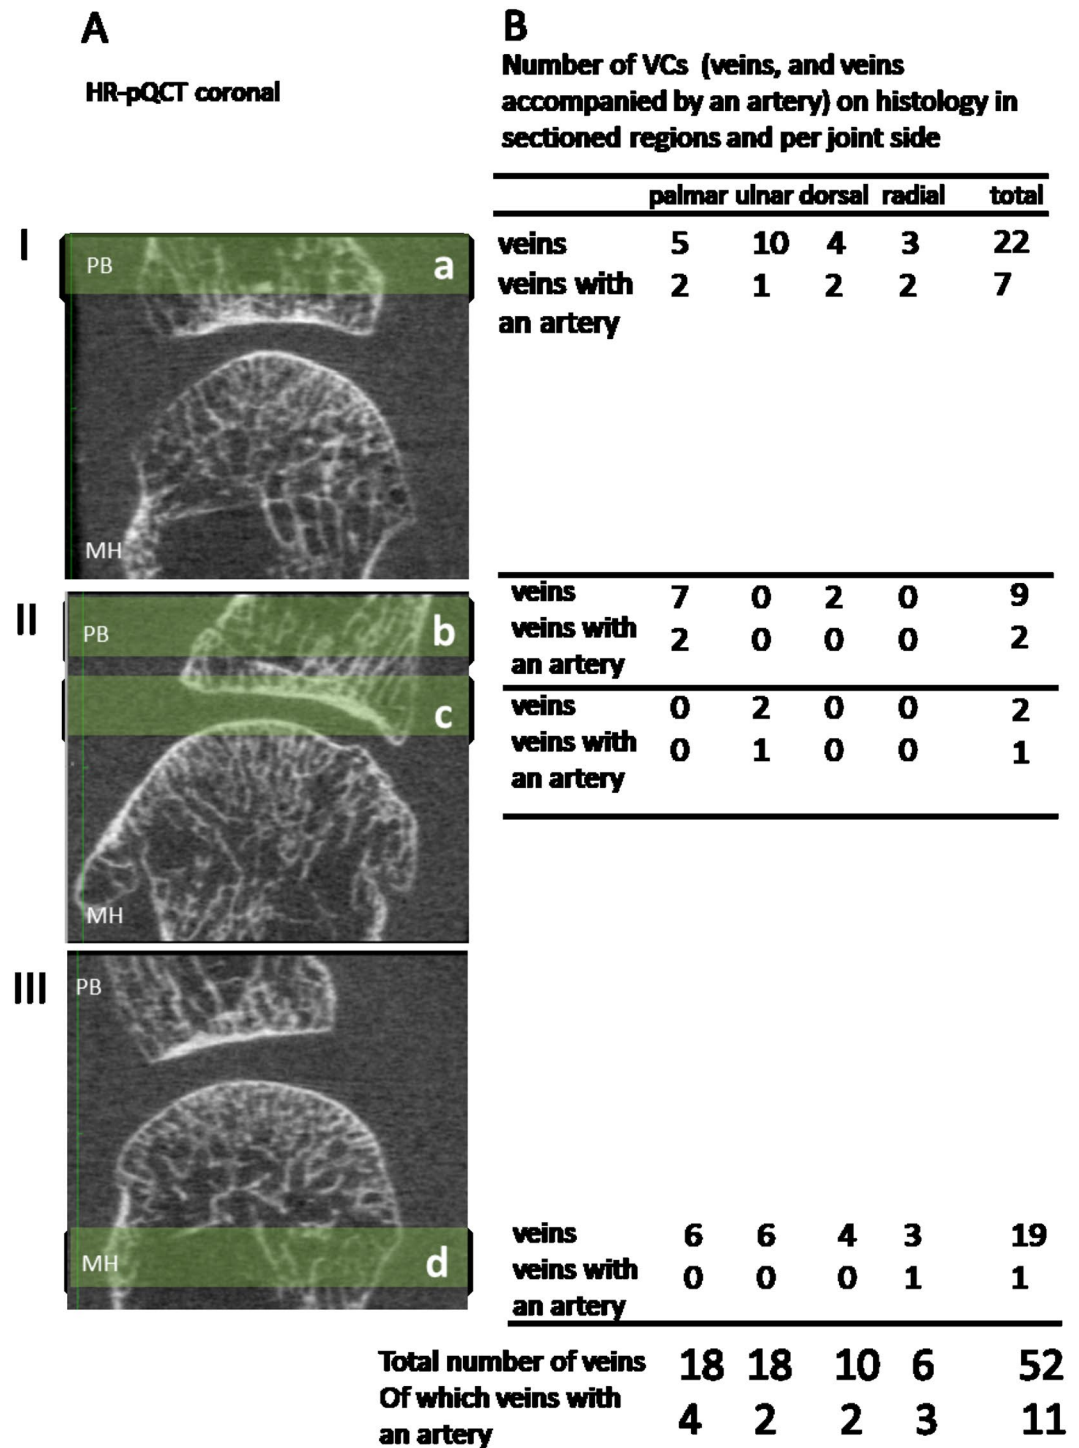 A
HR-pQCT coronal
B
Number of VCs (veins, and veins
accompanied by an artery) on histology in
sectioned regions and per joint side
palmar ulnar dorsal radial total
I
PB
a
MH
veins 5 10 4 3 22
veins with 2 1 2 2 7
an artery
II
PB
b
c
MH
veins 7 0 2 0 9
veins with 2 0 0 0 2
an artery
veins 0 2 0 0 2
veins with 0 1 0 0 1
an artery
III
PB
MH
d
veins 6 6 4 3 19
veins with 0 0 0 1 1
an artery
Total number of veins 18 18 10 6 52
Of which veins with
an artery 4 2 2 3 11